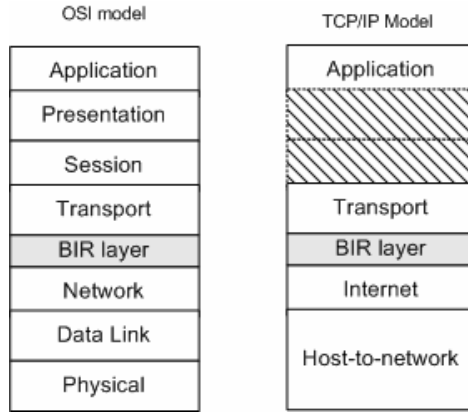 OSI model
Application
Presentation
Session
Transport
BIR layer
Network
Data Link
Physical
TCP/IP Model
Application
Transport
BIR layer
Internet
Host-to-network